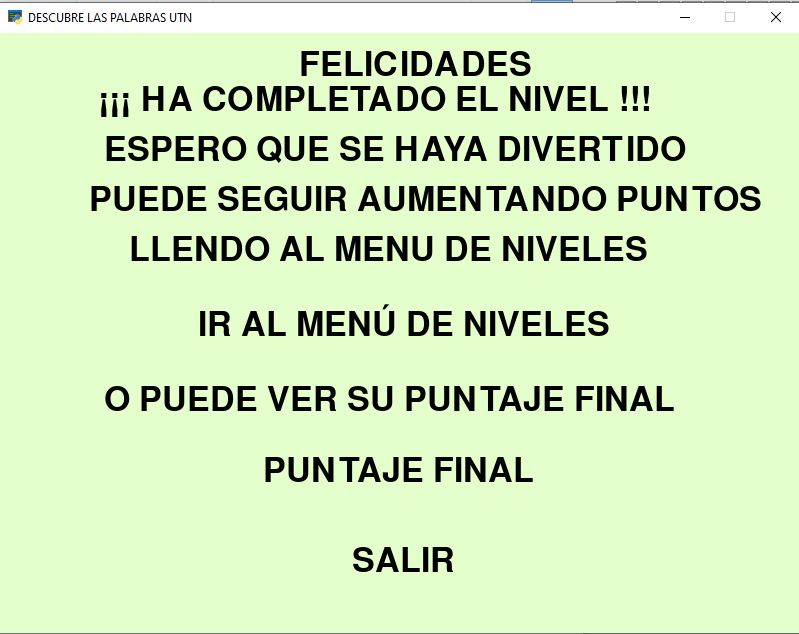 DESCUBRE LAS PALABRAS UTN
FELICIDADES
¡¡¡ HA COMPLETADO EL NIVEL !!!
ESPERO QUE SE HAYA DIVERTIDO
PUEDE SEGUIR AUMENTANDO PUNTOS
LLENDO AL MENU DE NIVELES
IR AL MENÚ DE NIVELES
O PUEDE VER SU PUNTAJE FINAL
PUNTAJE FINAL
SALIR